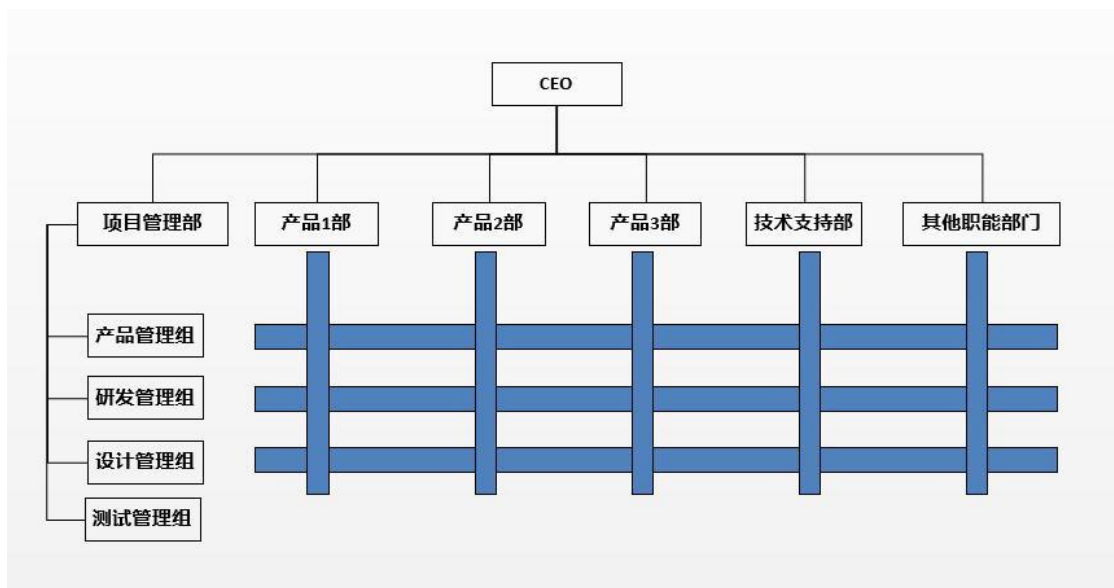 CEO
项目管理部
产品1部
产品2部
产品3部
技术支持部
其他职能部门
产品管理组
研发管理组
设计管理组
测试管理组